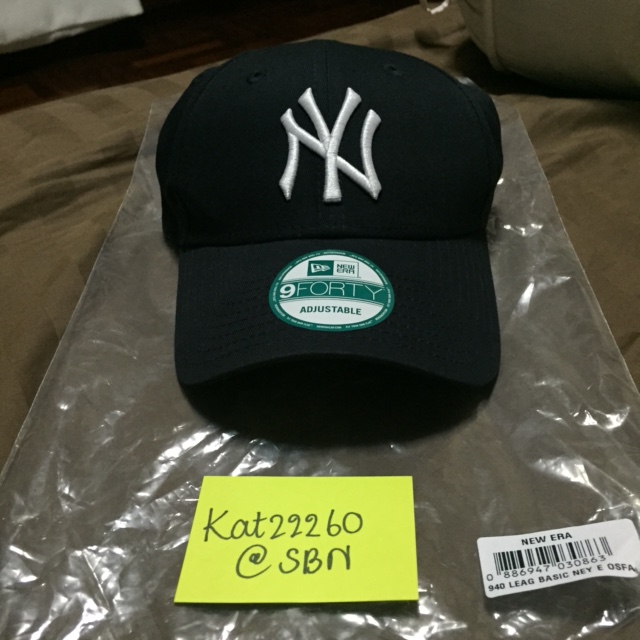 NY
NEW ERA
9FORTY
ADJUSTABLE
Kat22260
@SBN
NEW ERA
0 886947 030863
940 LEAG BASIC NEY E OSFA